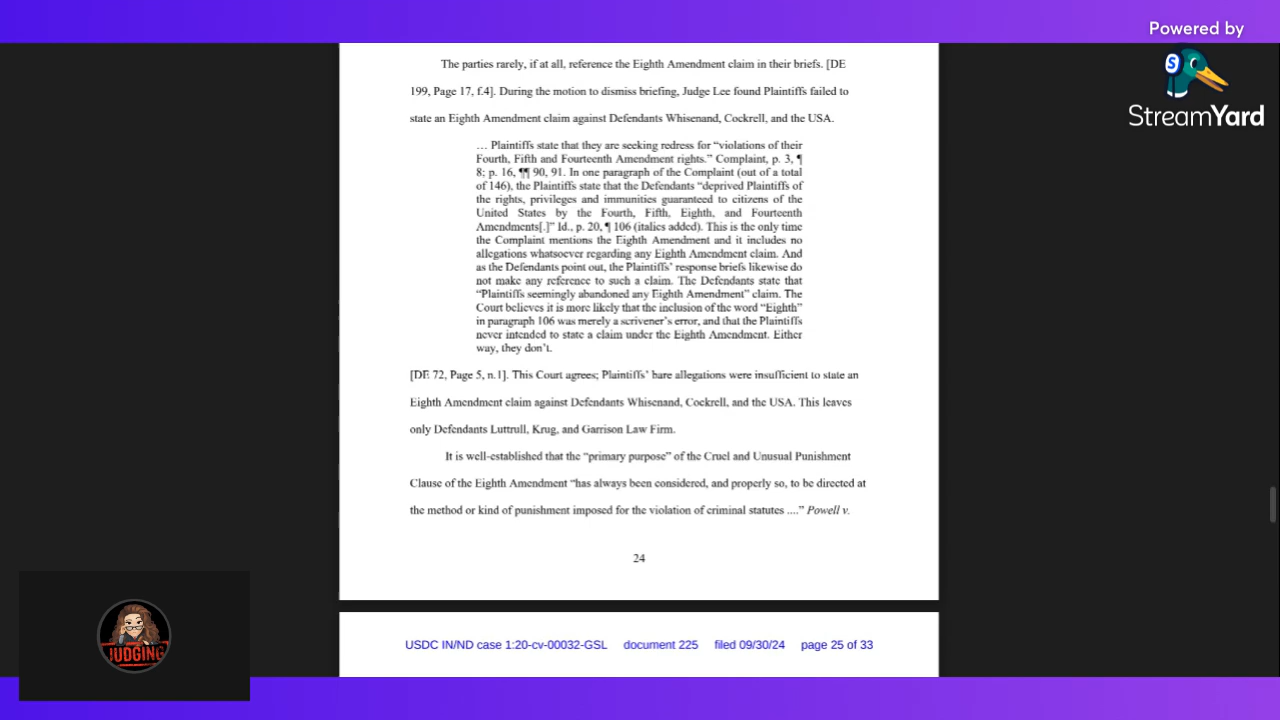 Powered by
StreamYard
The parties rarely, if at all, reference the Eighth Amendment claim in their briefs. [DE
199, Page 17, f.4]. During the motion to dismiss briefing, Judge Lee found Plaintiffs failed to
state an Eighth Amendment claim against Defendants Whisenand, Cockrell, and the USA.
… Plaintiffs state that they are seeking redress for “violations of their
Fourth, Fifth and Fourteenth Amendment rights.” Complaint, p. 3, ¶
8; p. 16, ¶¶ 90, 91. In one paragraph of the Complaint (out of a total
of 146), the Plaintiffs state that the Defendants “deprived Plaintiffs of
the rights, privileges and immunities guaranteed to citizens of the
United States by the Fourth, Fifth, Eighth, and Fourteenth
Amendments[.]” Id., p. 20, ¶ 106 (italics added). This is the only time
the Complaint mentions the Eighth Amendment and it includes no
allegations whatsoever regarding any Eighth Amendment claim. And
as the Defendants point out, the Plaintiffs’ response briefs likewise do
not make any reference to such a claim. The Defendants state that
“Plaintiffs seemingly abandoned any Eighth Amendment” claim. The
Court believes it is more likely that the inclusion of the word “Eighth”
in paragraph 106 was merely a scrivener’s error, and that the Plaintiffs
never intended to state a claim under the Eighth Amendment. Either
way, they don’t.
[DE 72, Page 5, n.1]. This Court agrees; Plaintiffs’ bare allegations were insufficient to state an
Eighth Amendment claim against Defendants Whisenand, Cockrell, and the USA. This leaves
only Defendants Luttrull, Krug, and Garrison Law Firm.
It is well-established that the “primary purpose” of the Cruel and Unusual Punishment
Clause of the Eighth Amendment “has always been considered, and properly so, to be directed at
the method or kind of punishment imposed for the violation of criminal statutes ....” Powell v.
24
USDC IN/ND case 1:20-cv-00032-GSL document 225 filed 09/30/24 page 25 of 33
JUDGING